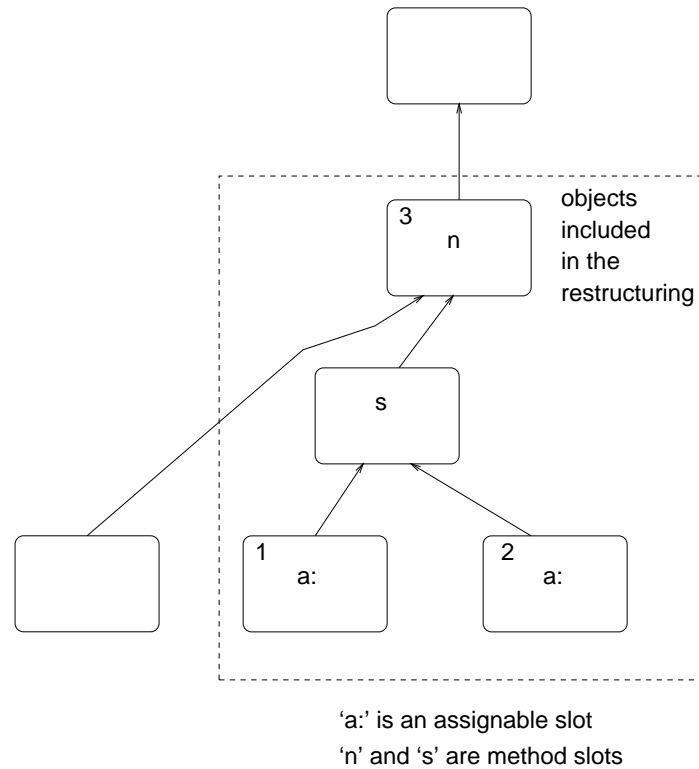 3
n
objects
included
in the
restructuring
s
1
a:
2
a:
‘a:’ is an assignable slot
‘n’ and ‘s’ are method slots